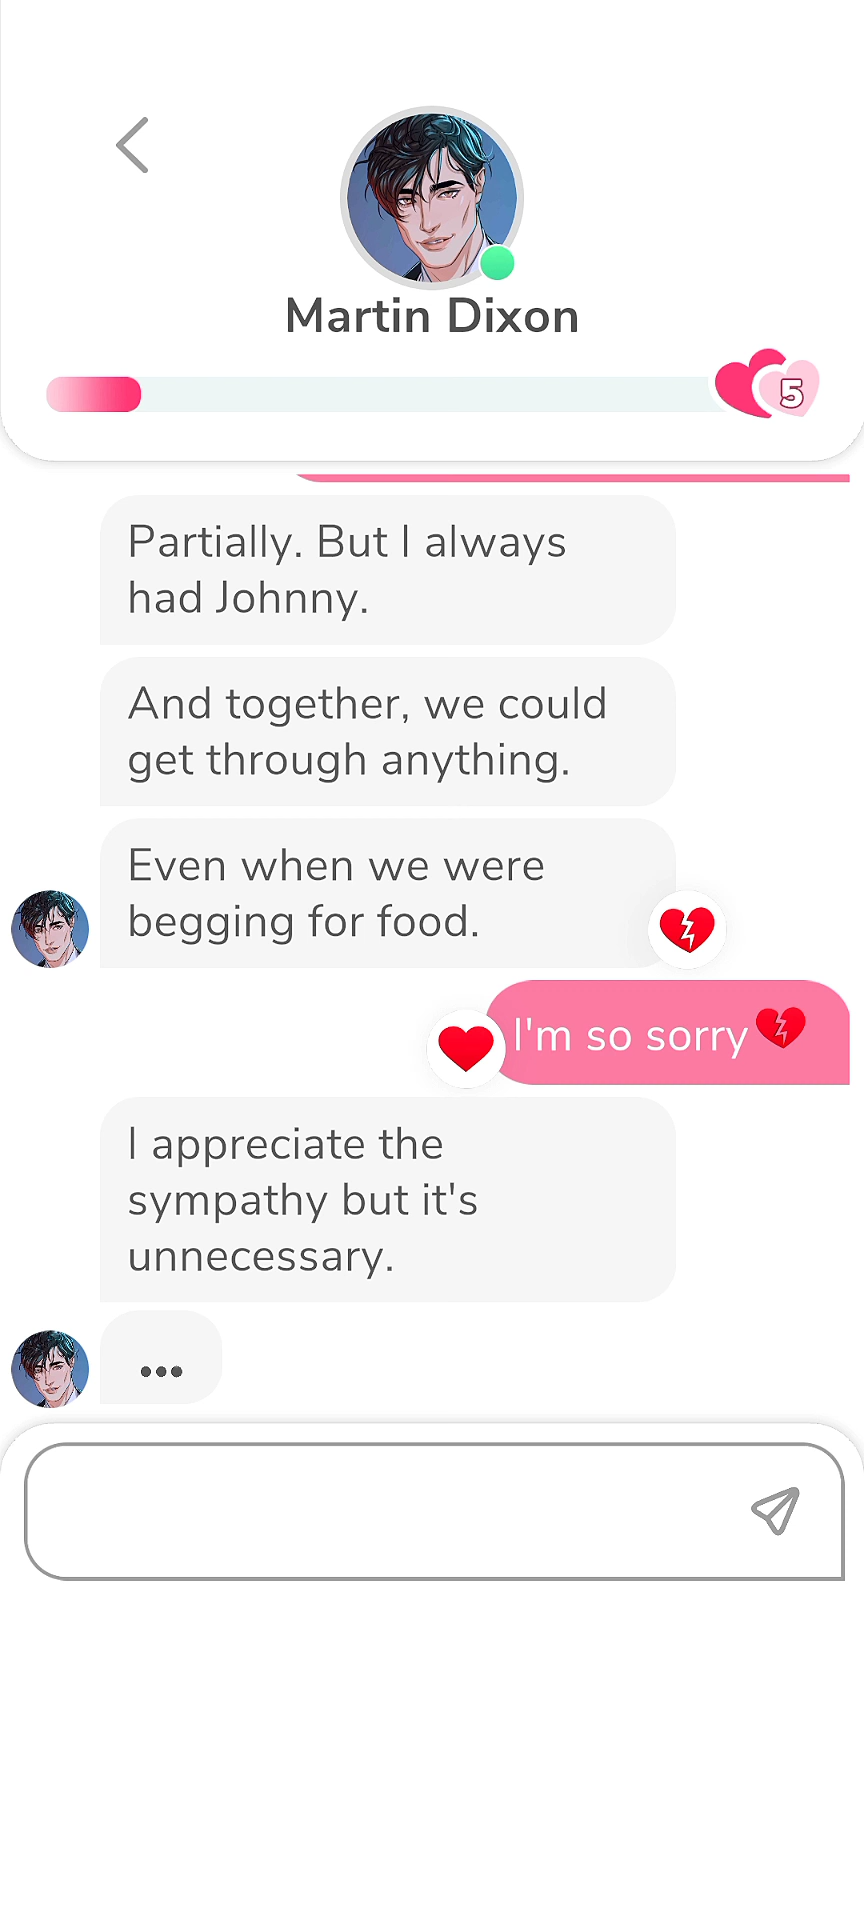 Martin Dixon
5
Partially. But I always
had Johnny.
And together, we could
get through anything.
Even when we were
begging for food.
I'm so sorry💔
I appreciate the
sympathy but it's
unnecessary.
...